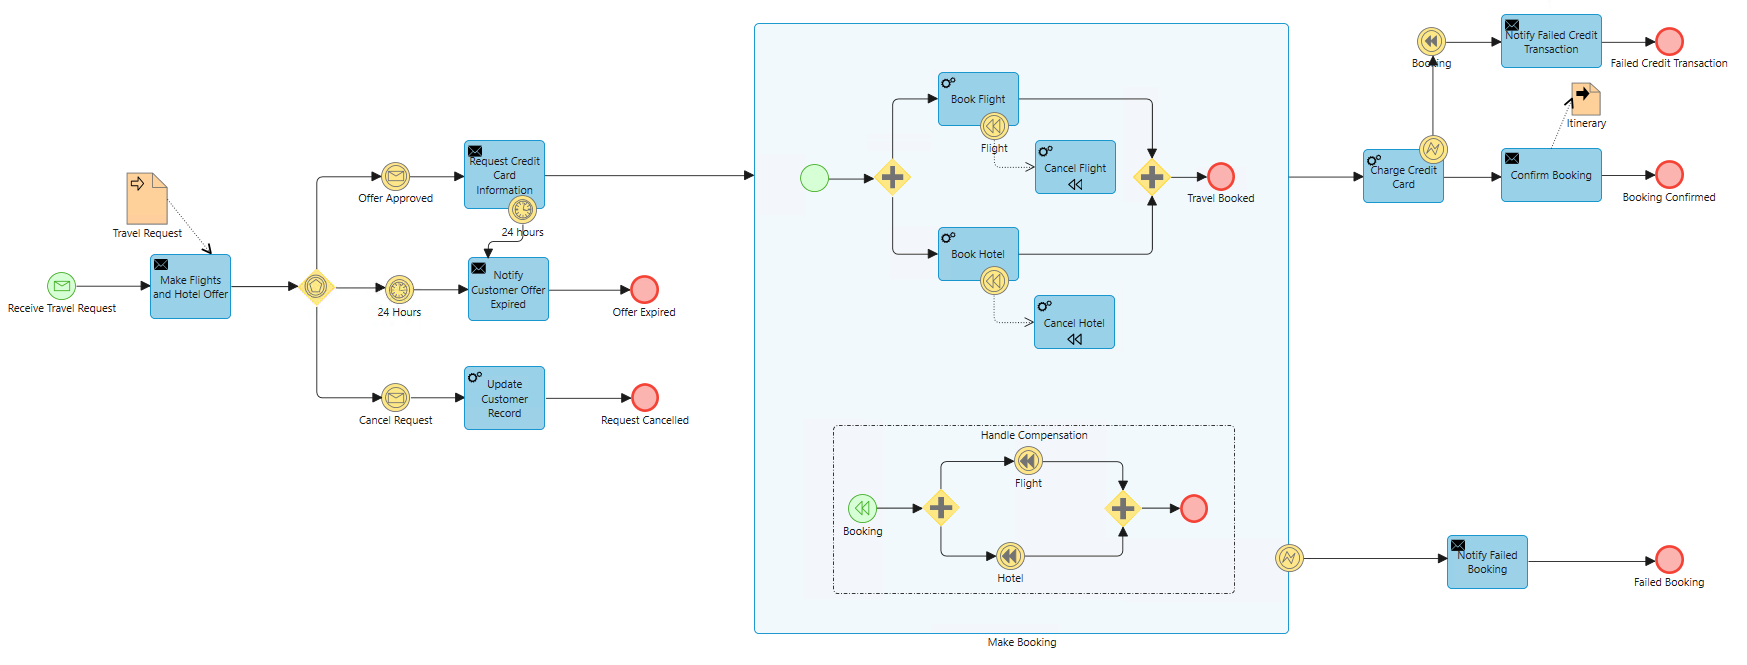 Travel Request
Receive Travel Request
Make Flights
and Hotel Offer
Offer Approved
Request Credit
Card
Information
24 hours
24 Hours
Notify
Customer Offer
Expired
Offer Expired
Cancel Request
Update
Customer
Record
Request Cancelled
Book Flight
Flight
Cancel Flight
Travel Booked
Book Hotel
Cancel Hotel
Handle Compensation
Booking
Flight
Hotel
Make Booking
Charge Credit
Card
Booking
Notify Failed Credit
Transaction
Failed Credit Transaction
Itinerary
Confirm Booking
Booking Confirmed
Notify Failed
Booking
Failed Booking